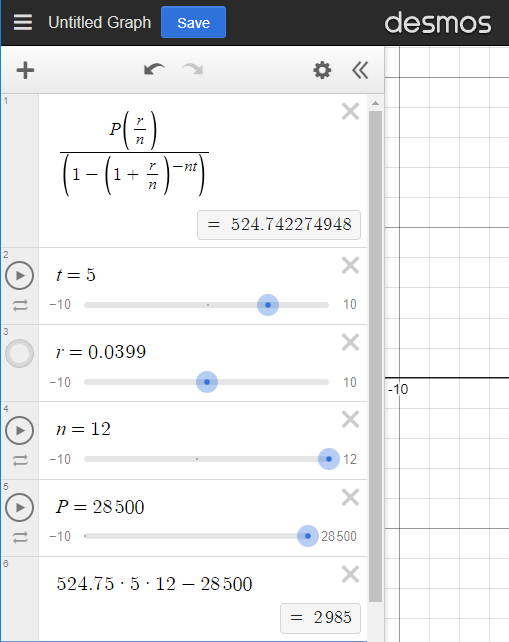 Untitled Graph Save desmos
1
P(r/n)
(1 − (1 + r/n)^−nt)
= 524.742274948
2
t = 5
−10 10
3
r = 0.0399
−10 10
4
n = 12
−10 12
5
P = 28500
−10 28500
6
524.75 · 5 · 12 − 28500
= 2985
-10